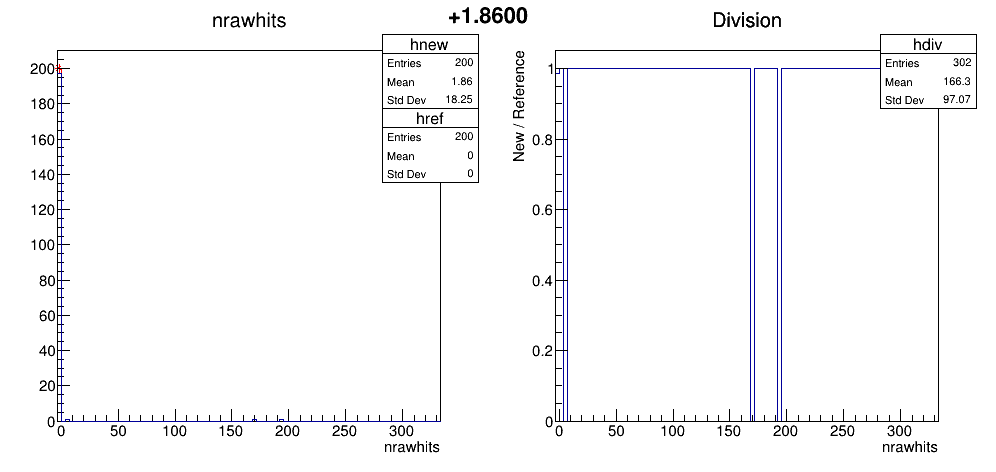 nrawhits
+1.8600
Division
hnew
Entries 200
Mean 1.86
Std Dev 18.25
href
Entries 200
Mean 0
Std Dev 0
200
180
160
140
120
100
80
60
40
20
0
0 50 100 150 200 250 300
nrawhits
New / Reference
hdiv
Entries 302
Mean 166.3
Std Dev 97.07
1
0.8
0.6
0.4
0.2
0
0 50 100 150 200 250 300
nrawhits